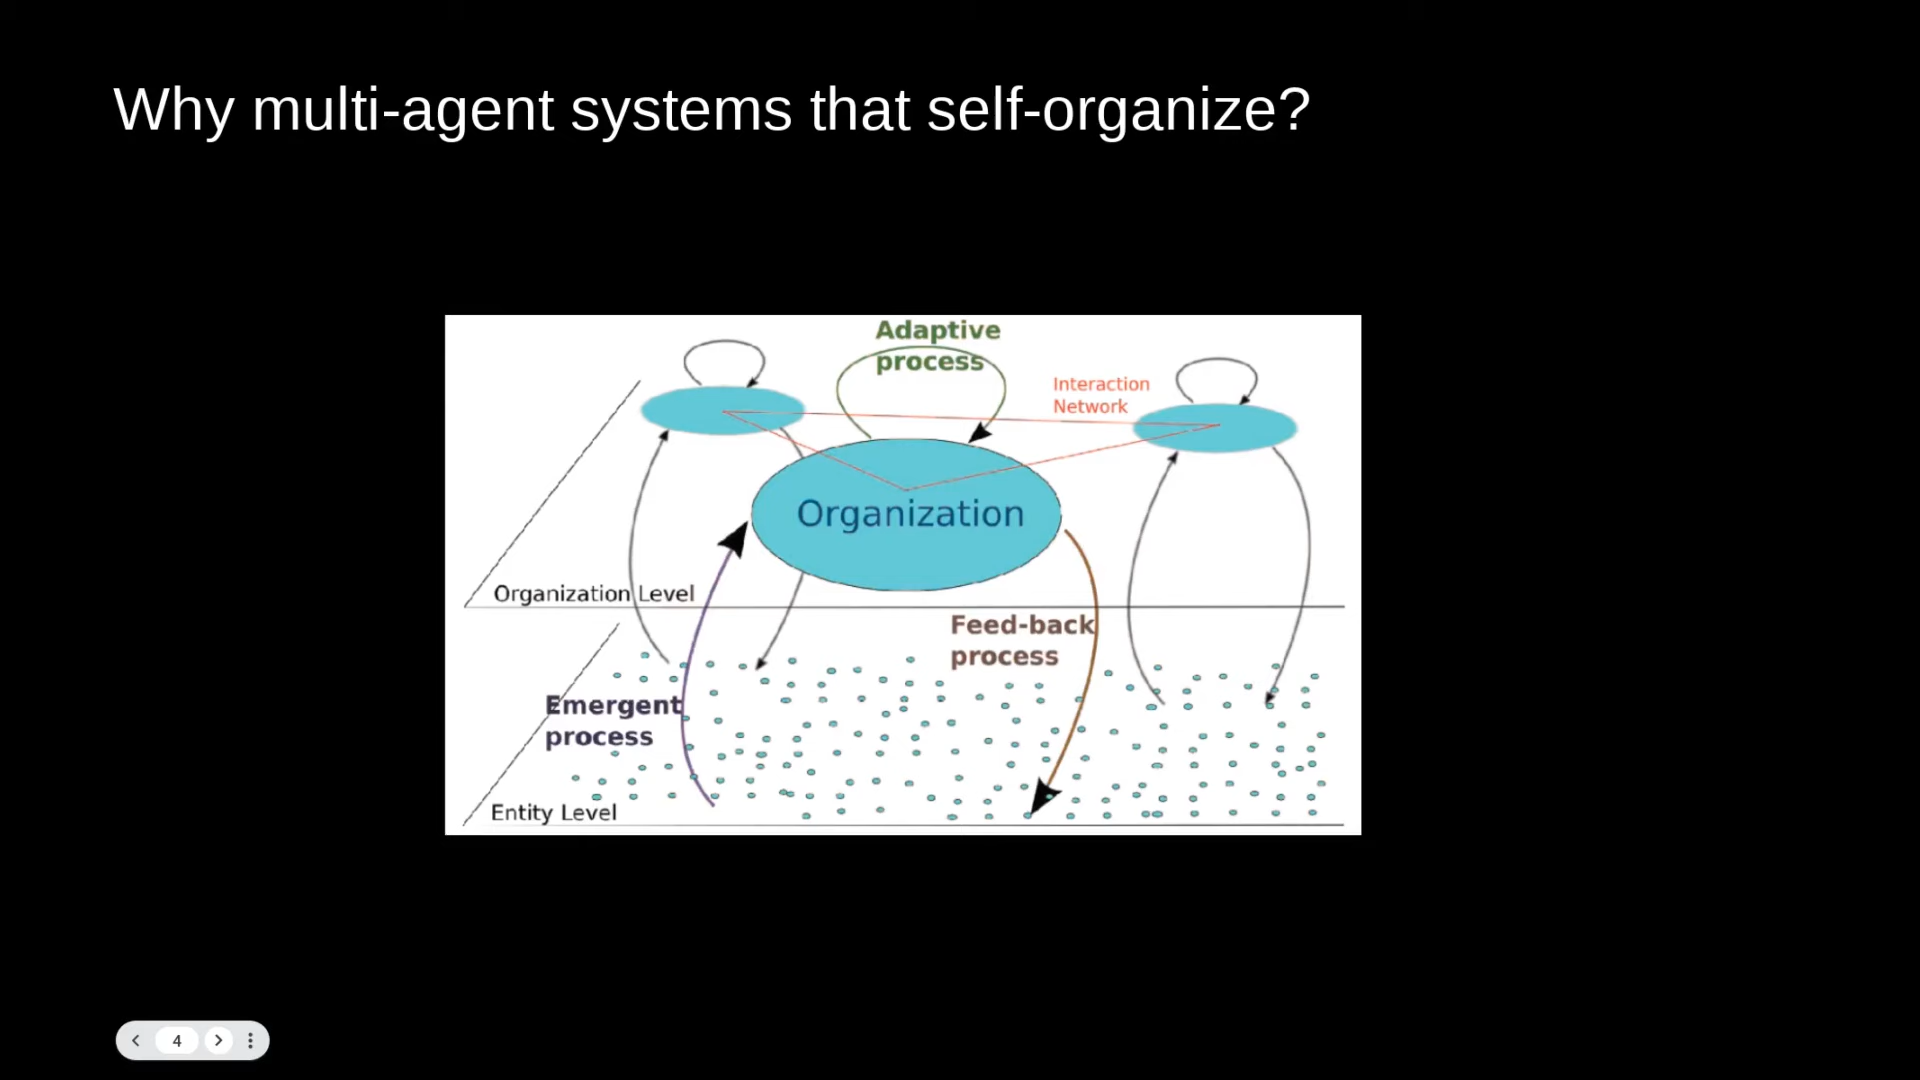 Why multi-agent systems that self-organize?
Adaptive
process
Interaction
Network
Organization
Organization Level
Feed-back
process
Emergent
process
Entity Level
4